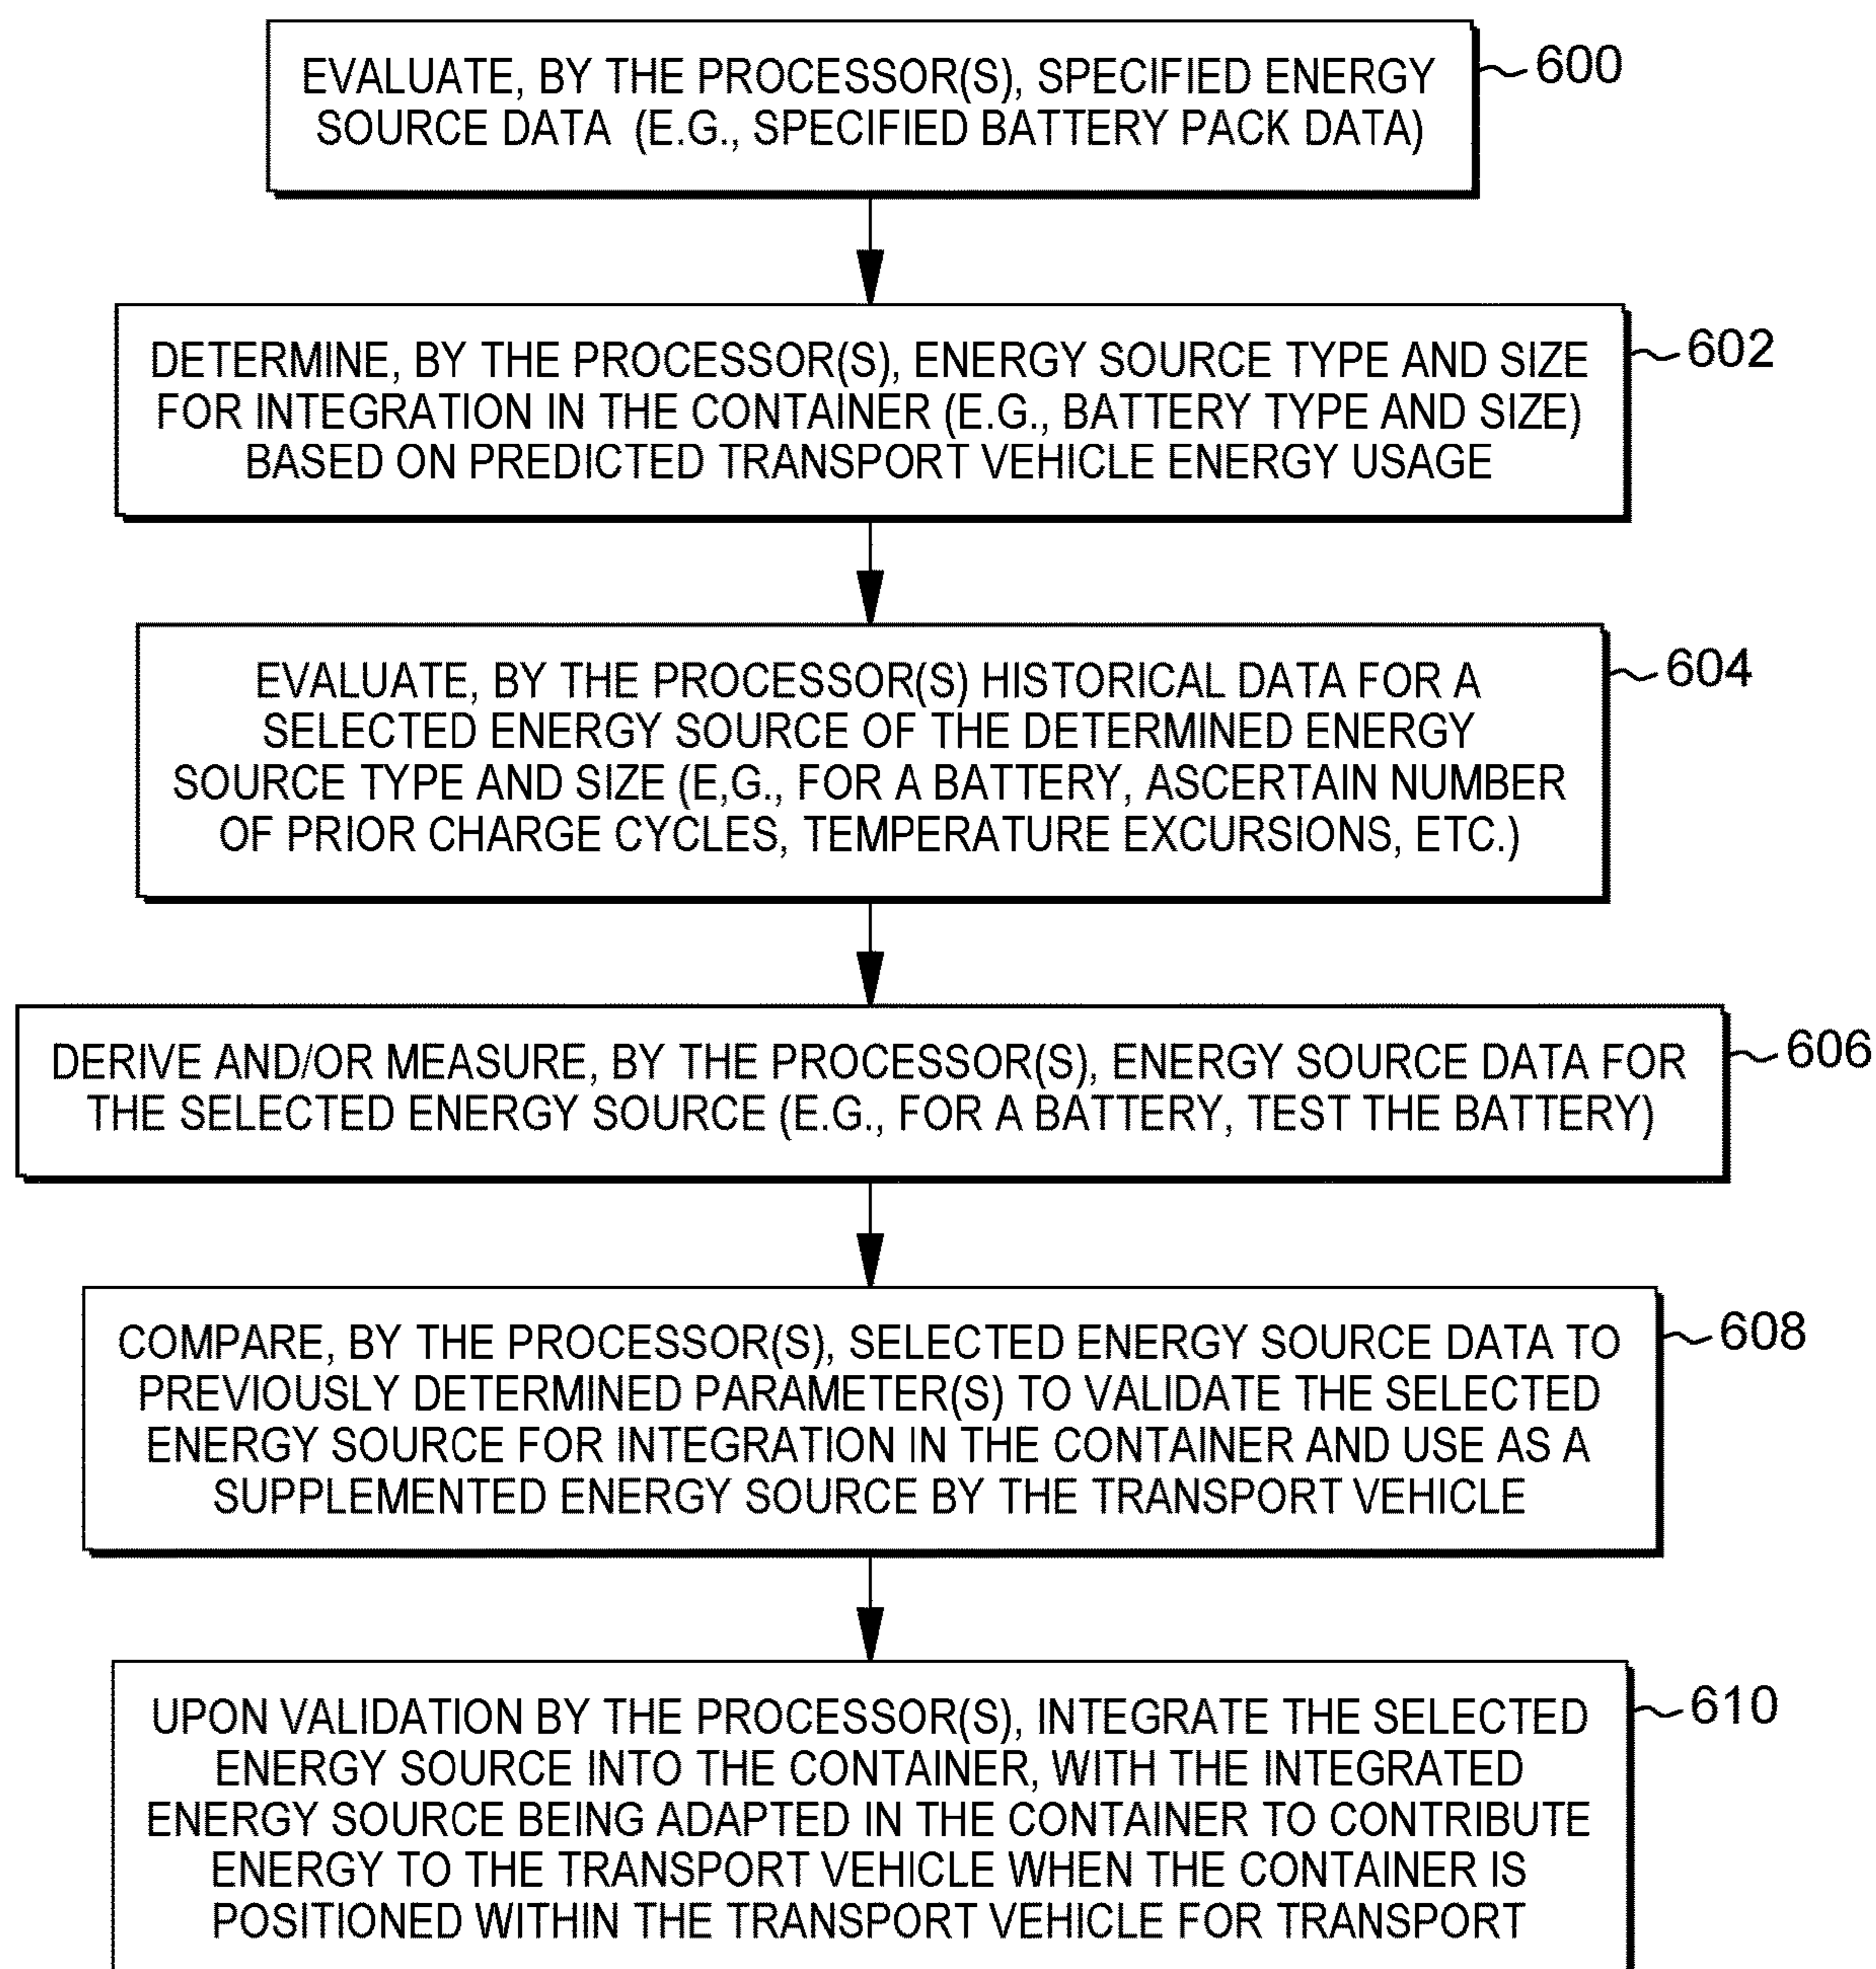 EVALUATE, BY THE PROCESSOR(S), SPECIFIED ENERGY
SOURCE DATA (E.G., SPECIFIED BATTERY PACK DATA)
600
DETERMINE, BY THE PROCESSOR(S), ENERGY SOURCE TYPE AND SIZE
FOR INTEGRATION IN THE CONTAINER (E.G., BATTERY TYPE AND SIZE)
BASED ON PREDICTED TRANSPORT VEHICLE ENERGY USAGE
602
EVALUATE, BY THE PROCESSOR(S) HISTORICAL DATA FOR A
SELECTED ENERGY SOURCE OF THE DETERMINED ENERGY
SOURCE TYPE AND SIZE (E,G., FOR A BATTERY, ASCERTAIN NUMBER
OF PRIOR CHARGE CYCLES, TEMPERATURE EXCURSIONS, ETC.)
604
DERIVE AND/OR MEASURE, BY THE PROCESSOR(S), ENERGY SOURCE DATA FOR
THE SELECTED ENERGY SOURCE (E.G., FOR A BATTERY, TEST THE BATTERY)
606
COMPARE, BY THE PROCESSOR(S), SELECTED ENERGY SOURCE DATA TO
PREVIOUSLY DETERMINED PARAMETER(S) TO VALIDATE THE SELECTED
ENERGY SOURCE FOR INTEGRATION IN THE CONTAINER AND USE AS A
SUPPLEMENTED ENERGY SOURCE BY THE TRANSPORT VEHICLE
608
UPON VALIDATION BY THE PROCESSOR(S), INTEGRATE THE SELECTED
ENERGY SOURCE INTO THE CONTAINER, WITH THE INTEGRATED
ENERGY SOURCE BEING ADAPTED IN THE CONTAINER TO CONTRIBUTE
ENERGY TO THE TRANSPORT VEHICLE WHEN THE CONTAINER IS
POSITIONED WITHIN THE TRANSPORT VEHICLE FOR TRANSPORT
610